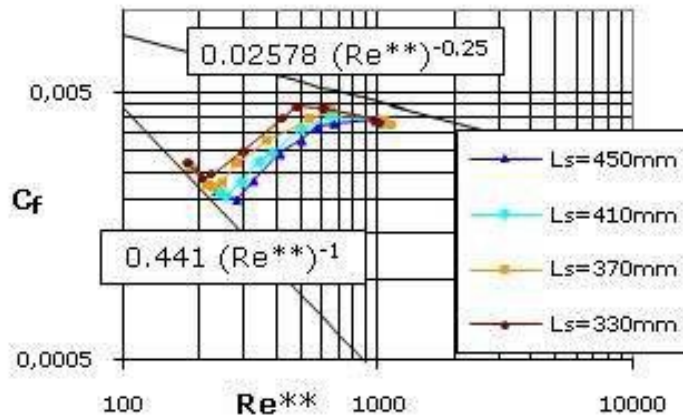 0.02578 (Re**)^-0.25
0,005
C_f
0.441 (Re**)^-1
0,0005
100
Re**
1000
10000
Ls=450mm
Ls=410mm
Ls=370mm
Ls=330mm